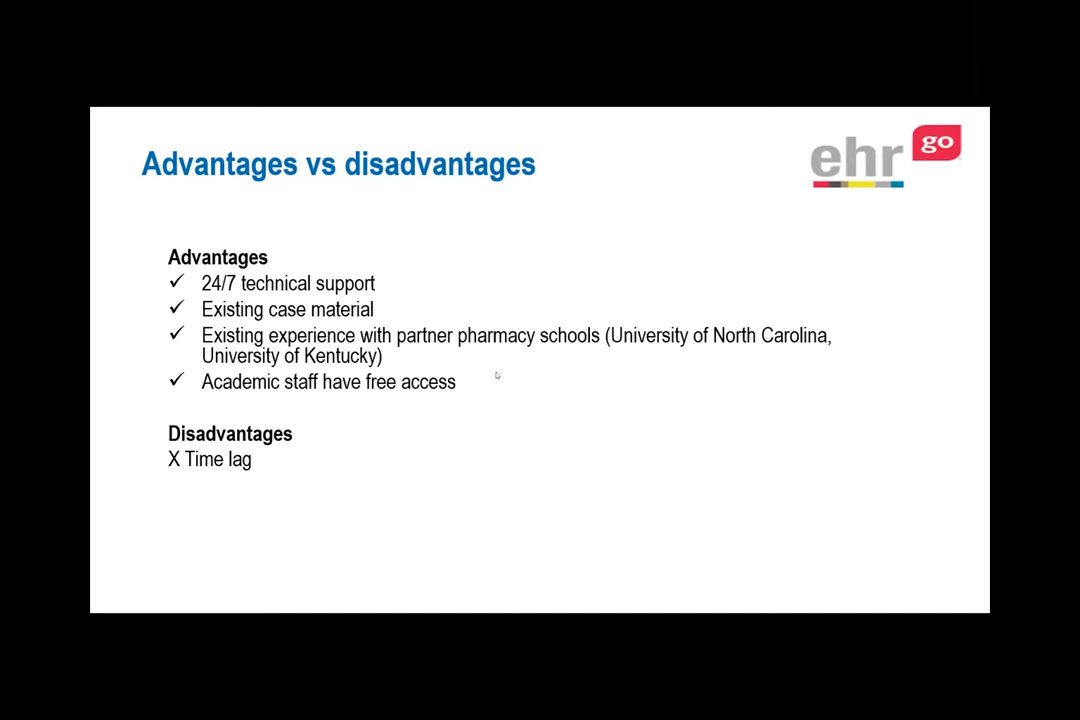 Advantages vs disadvantages
ehr go
Advantages
✓ 24/7 technical support
✓ Existing case material
✓ Existing experience with partner pharmacy schools (University of North Carolina,
University of Kentucky)
✓ Academic staff have free access
Disadvantages
X Time lag